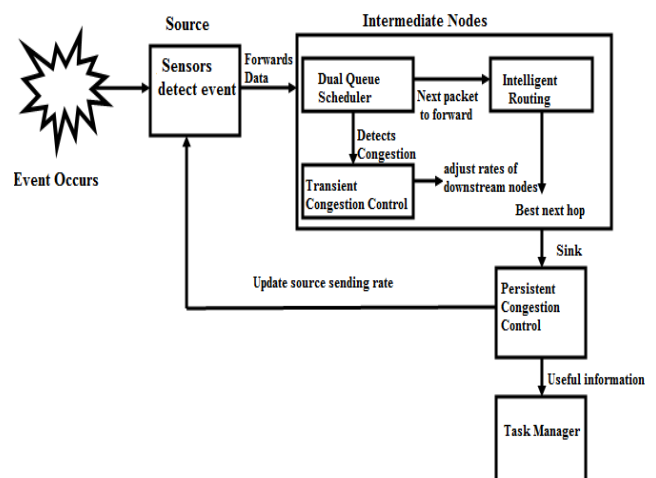 Source
Intermediate Nodes
Sensors
detect event
Forwards
Data
Dual Queue
Scheduler
Next packet
to forward
Intelligent
Routing
Event Occurs
Detects
Congestion
Transient
Congestion Control
adjust rates of
downstream nodes
Best next hop
Sink
Update source sending rate
Persistent
Congestion
Control
Useful information
Task Manager